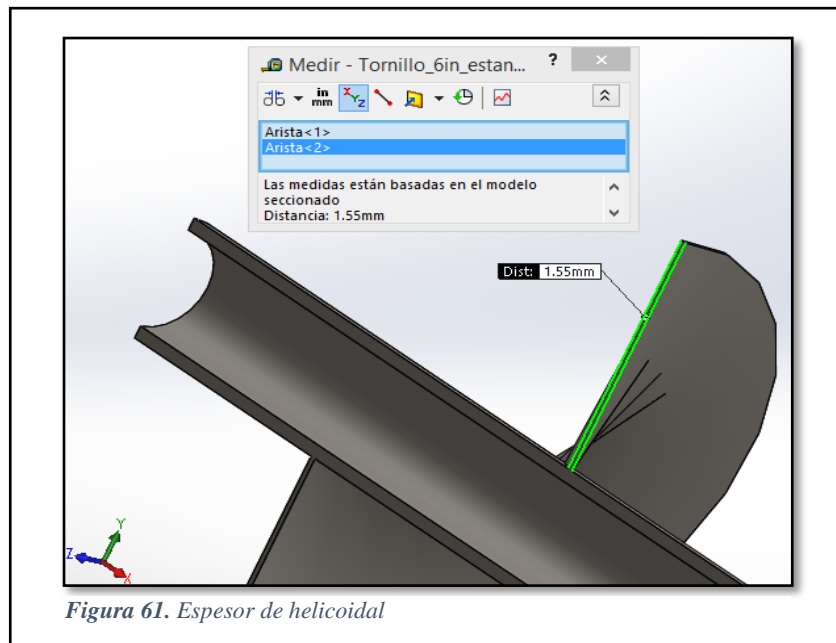 Medir - Tornillo_6in_estan... ? ×
in
mm
X Y Z
Arista<1>
Arista<2>
Las medidas están basadas en el modelo
seccionado
Distancia: 1.55mm
Dist: 1.55mm
Y
Z
X
Figura 61. Espesor de helicoidal